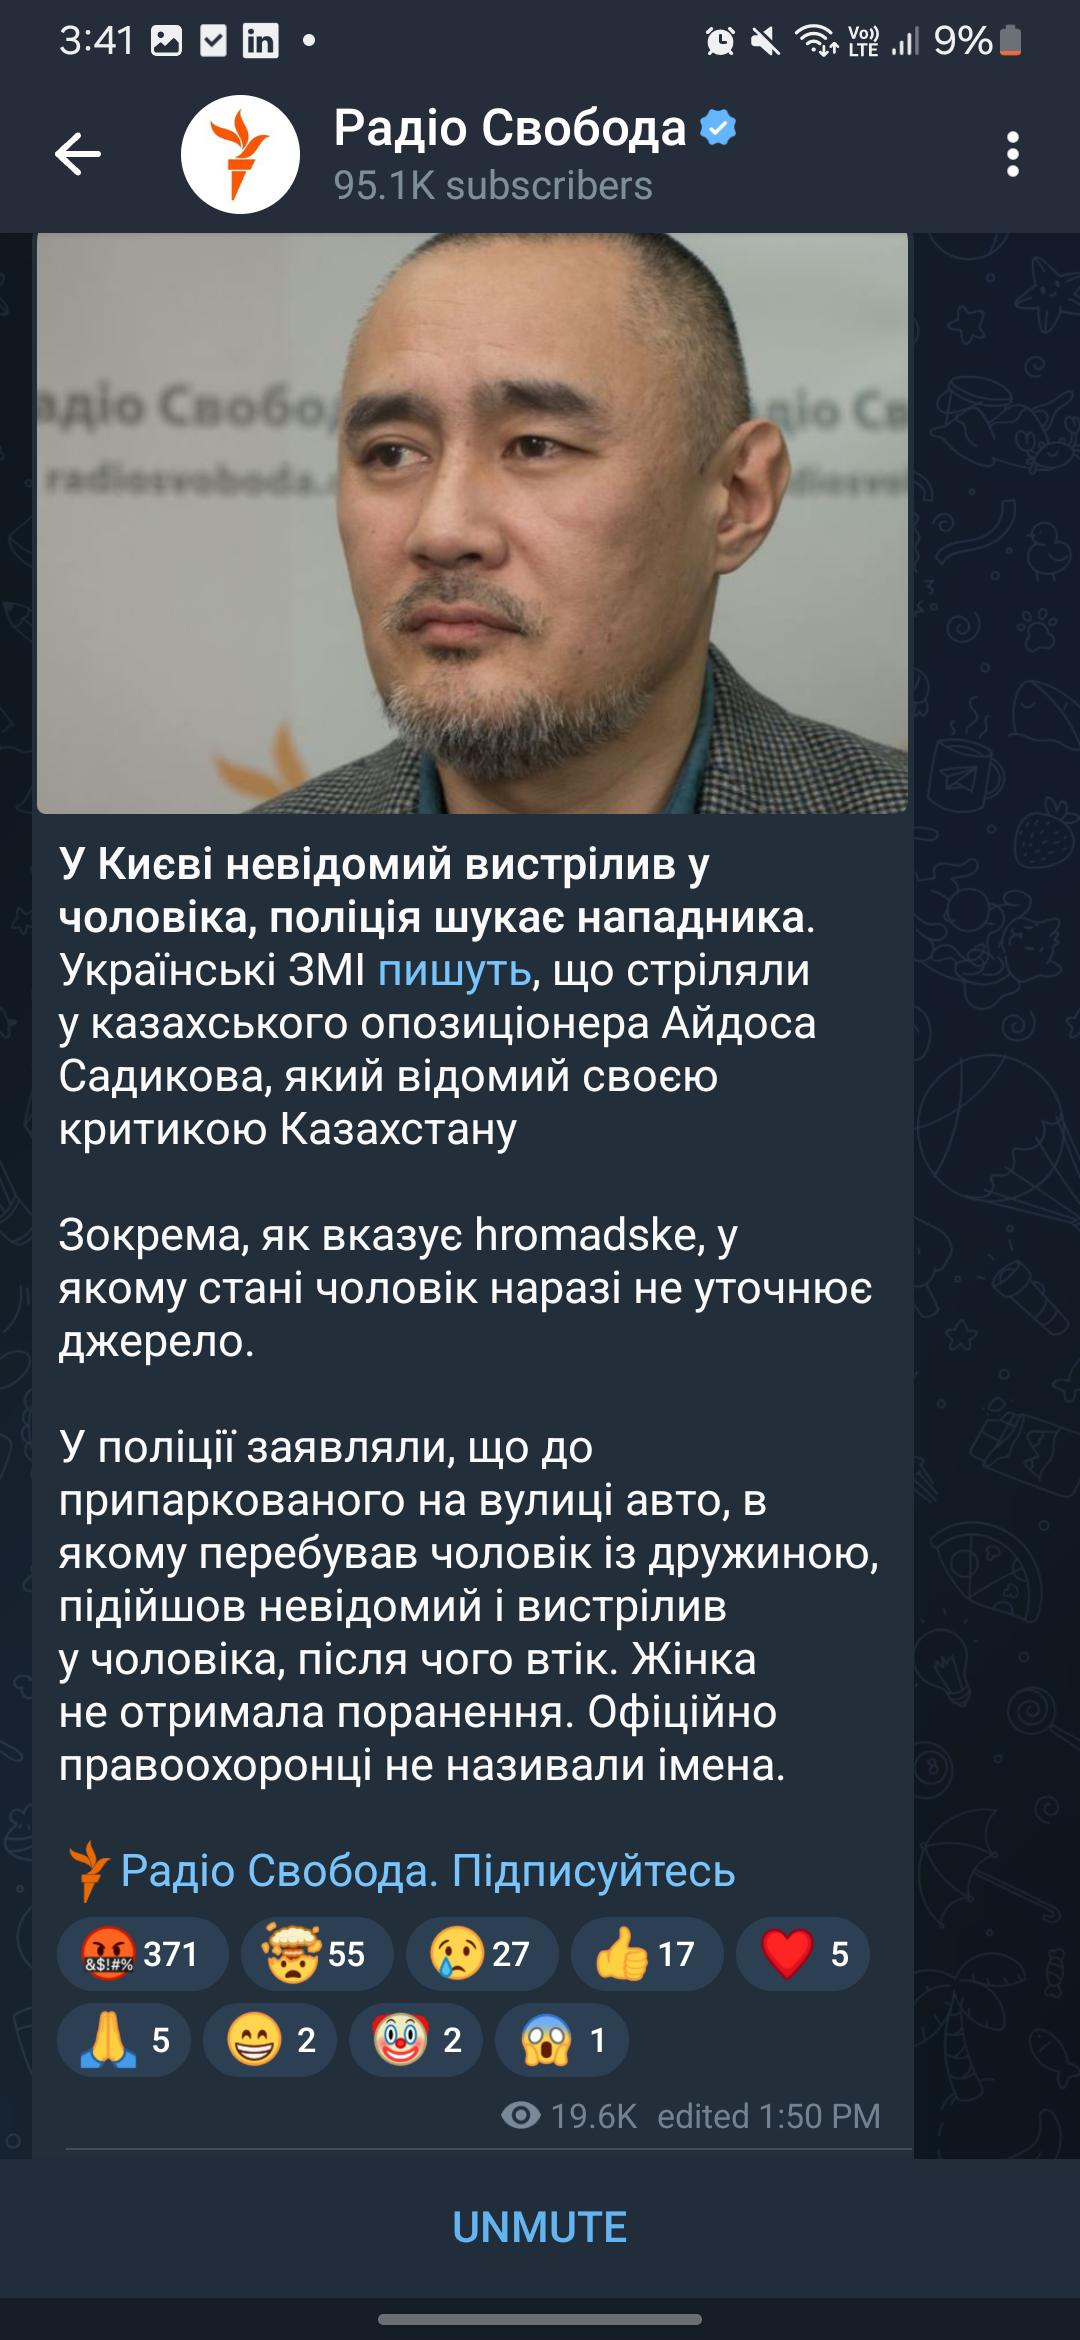 3:41
in
Vo))
LTE
9%
Радіо Свобода
95.1K subscribers
У Києві невідомий вистрілив у
чоловіка, поліція шукає нападника.
Українські ЗМІ пишуть, що стріляли
у казахського опозиціонера Айдоса
Садикова, який відомий своєю
критикою Казахстану
Зокрема, як вказує hromadske, у
якому стані чоловік наразі не уточнює
джерело.
У поліції заявляли, що до
припаркованого на вулиці авто, в
якому перебував чоловік із дружиною,
підійшов невідомий і вистрілив
у чоловіка, після чого втік. Жінка
не отримала поранення. Офіційно
правоохоронці не називали імена.
Радіо Свобода. Підписуйтесь
&$!#% 371 55 27 17 5
5 2 2 1
19.6K edited 1:50 PM
UNMUTE